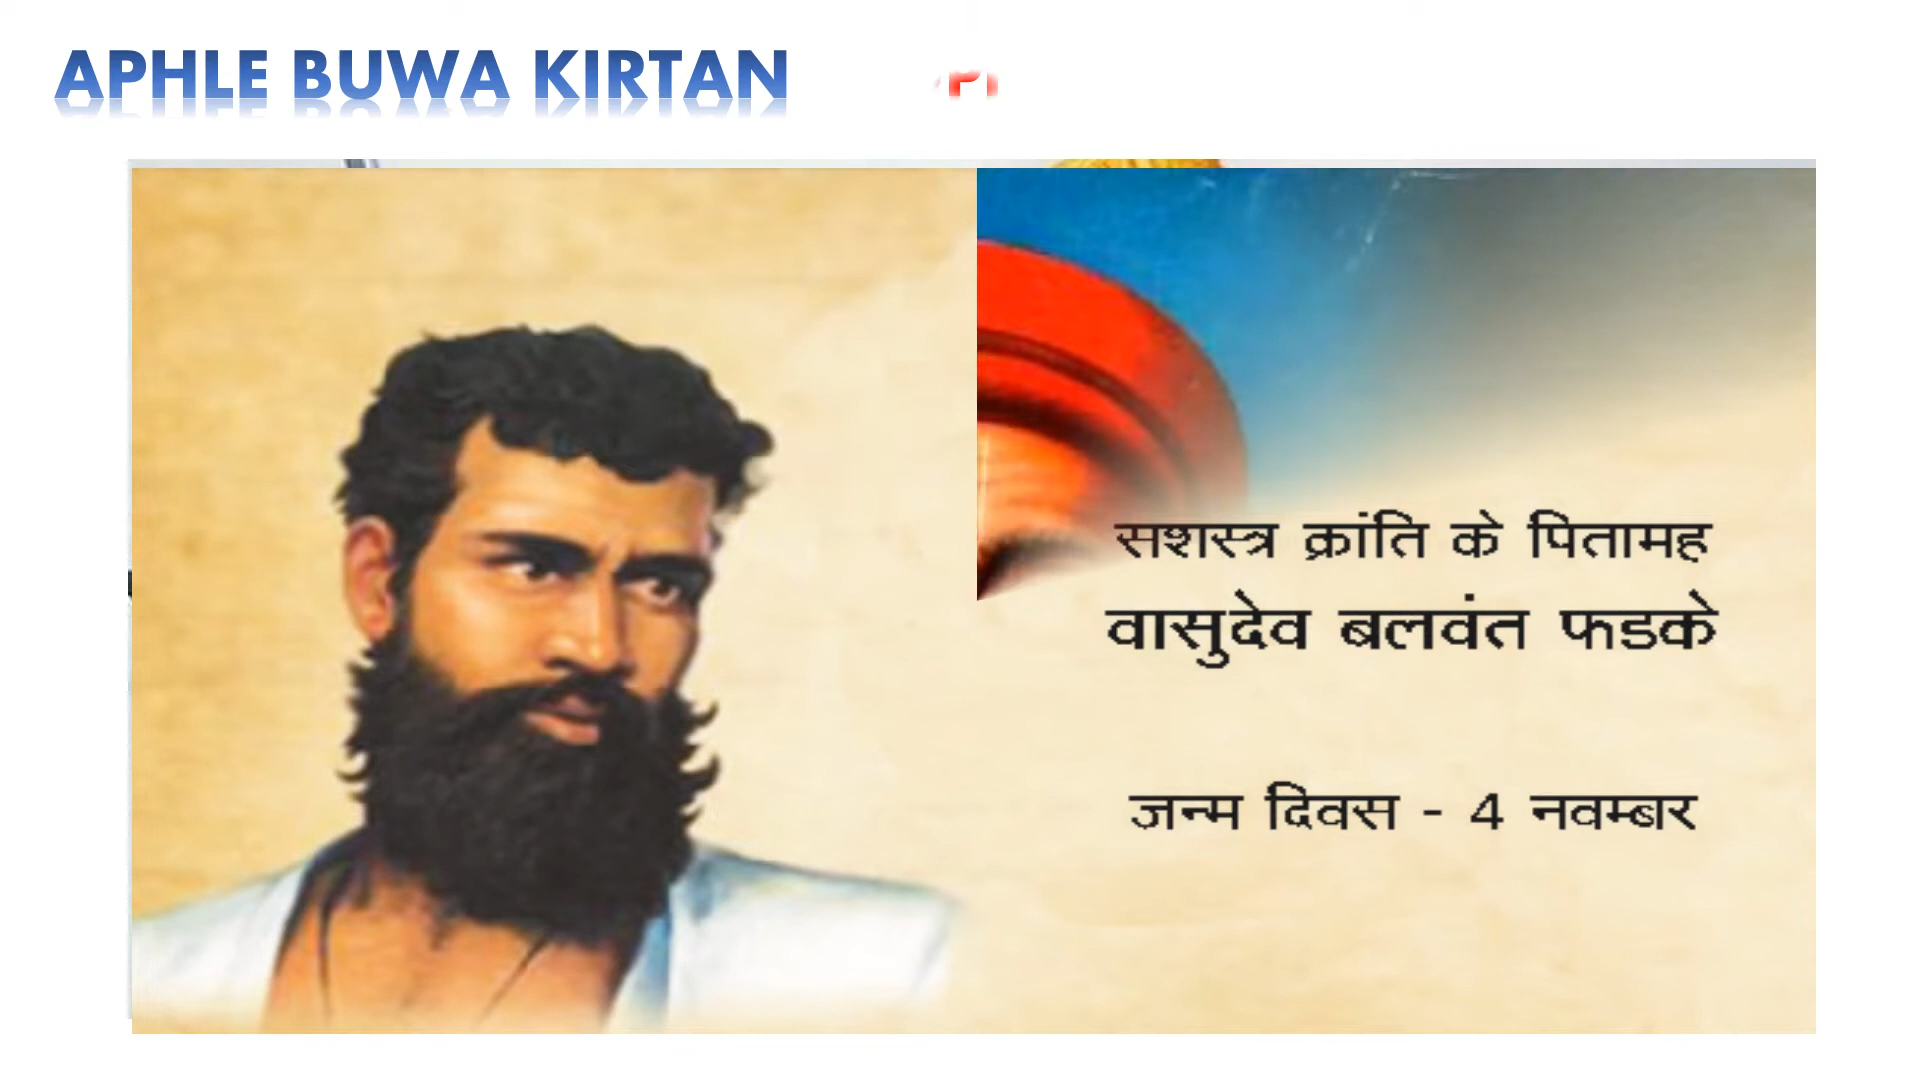 APHLE BUWA KIRTAN
सशस्त्र क्रांति के पितामह
वासुदेव बलवंत फडके
जन्म दिवस - 4 नवम्बर